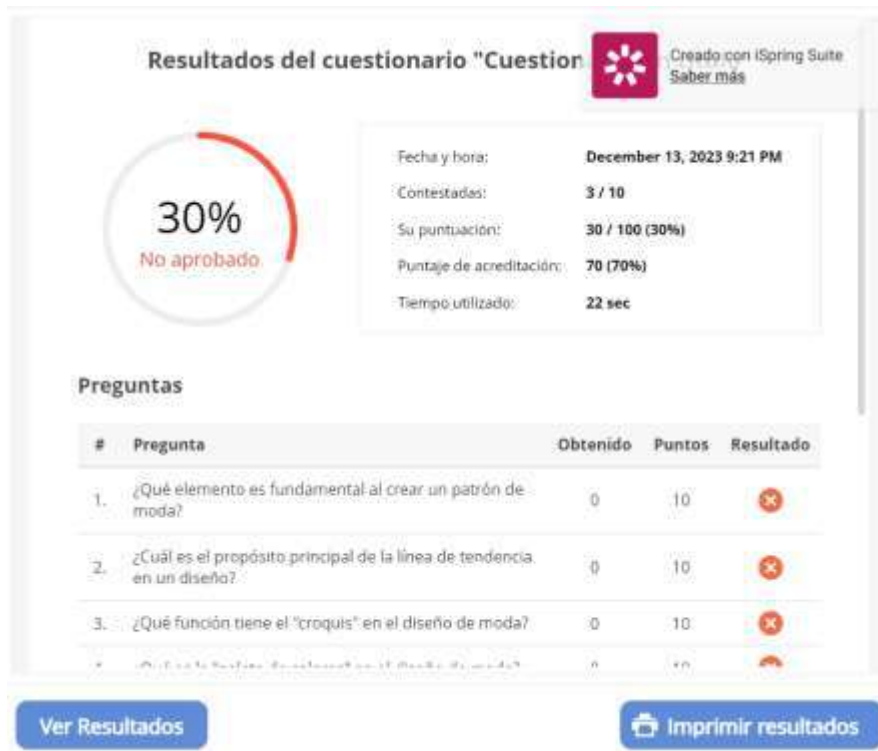 Resultados del cuestionario "Cuestion
Creado con iSpring Suite
Saber más
30%
No aprobado
Fecha y hora: December 13, 2023 9:21 PM
Contestadas: 3 / 10
Su puntuación: 30 / 100 (30%)
Puntaje de acreditación: 70 (70%)
Tiempo utilizado: 22 sec
Preguntas
# Pregunta Obtenido Puntos Resultado
1. ¿Qué elemento es fundamental al crear un patrón de moda? 0 10
2. ¿Cuál es el propósito principal de la línea de tendencia en un diseño? 0 10
3. ¿Qué función tiene el "croquis" en el diseño de moda? 0 10
Ver Resultados
Imprimir resultados